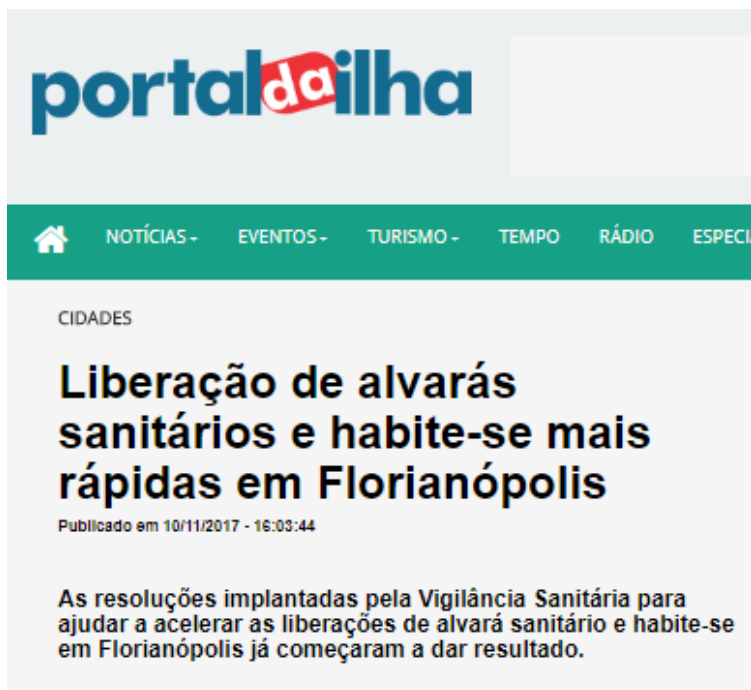 portaldailha
NOTÍCIAS EVENTOS TURISMO TEMPO RÁDIO
CIDADES
Liberação de alvarás
sanitários e habite-se mais
rápidas em Florianópolis
Publicado em 10/11/2017 - 16:03:44
As resoluções implantadas pela Vigilância Sanitária para
ajudar a acelerar as liberações de alvará sanitário e habite-se
em Florianópolis já começaram a dar resultado.